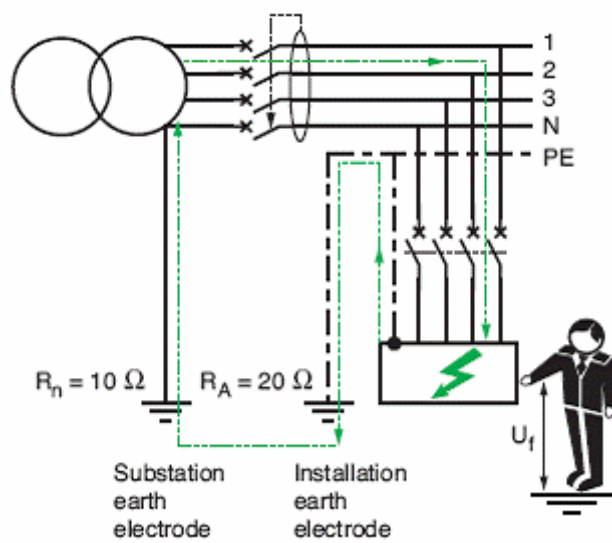 1
2
3
N
PE
Rn = 10 Ω
RA = 20 Ω
Uf
Substation
earth
electrode
Installation
earth
electrode